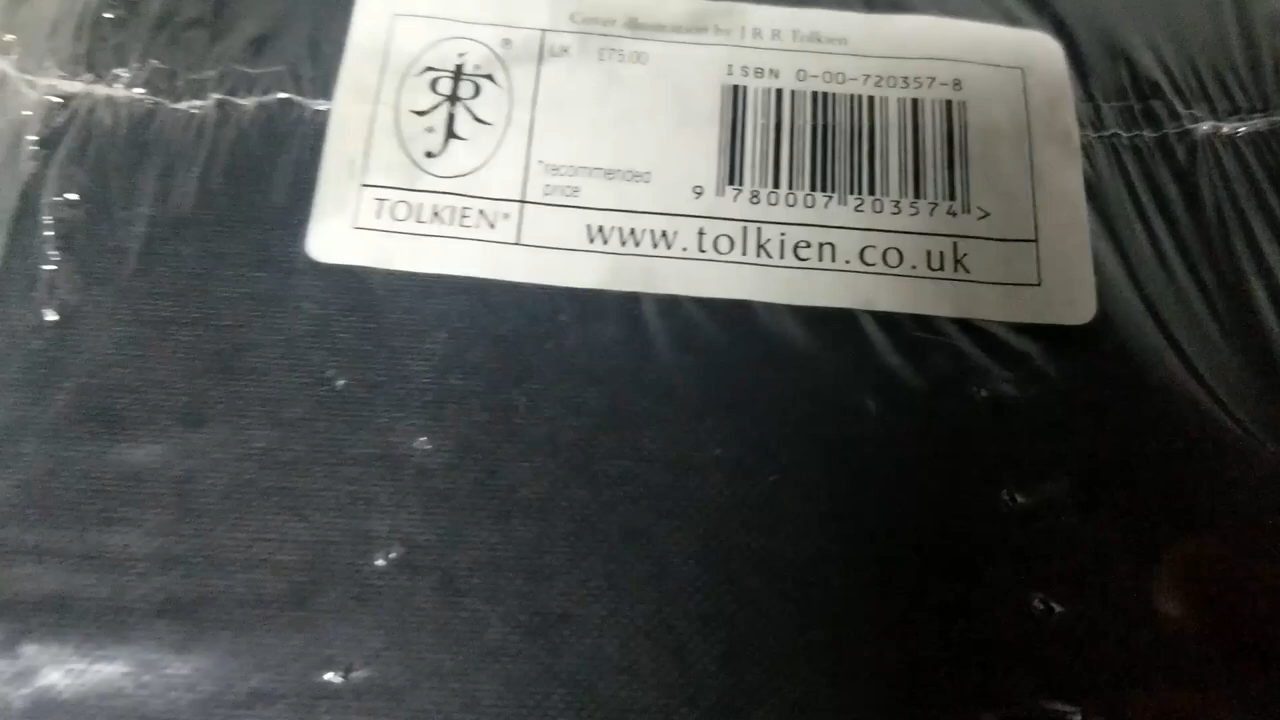 Cover illustration by J R R Tolkien
®
UK £75.00
ISBN 0-00-720357-8
*recommended
price
9 780007 203574 >
TOLKIEN®
www.tolkien.co.uk